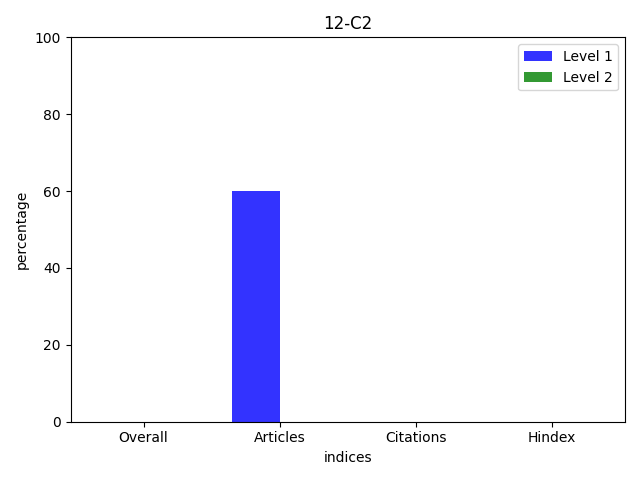 12-C2
100
80
60
40
20
0
percentage
Level 1
Level 2
Overall Articles Citations Hindex
indices